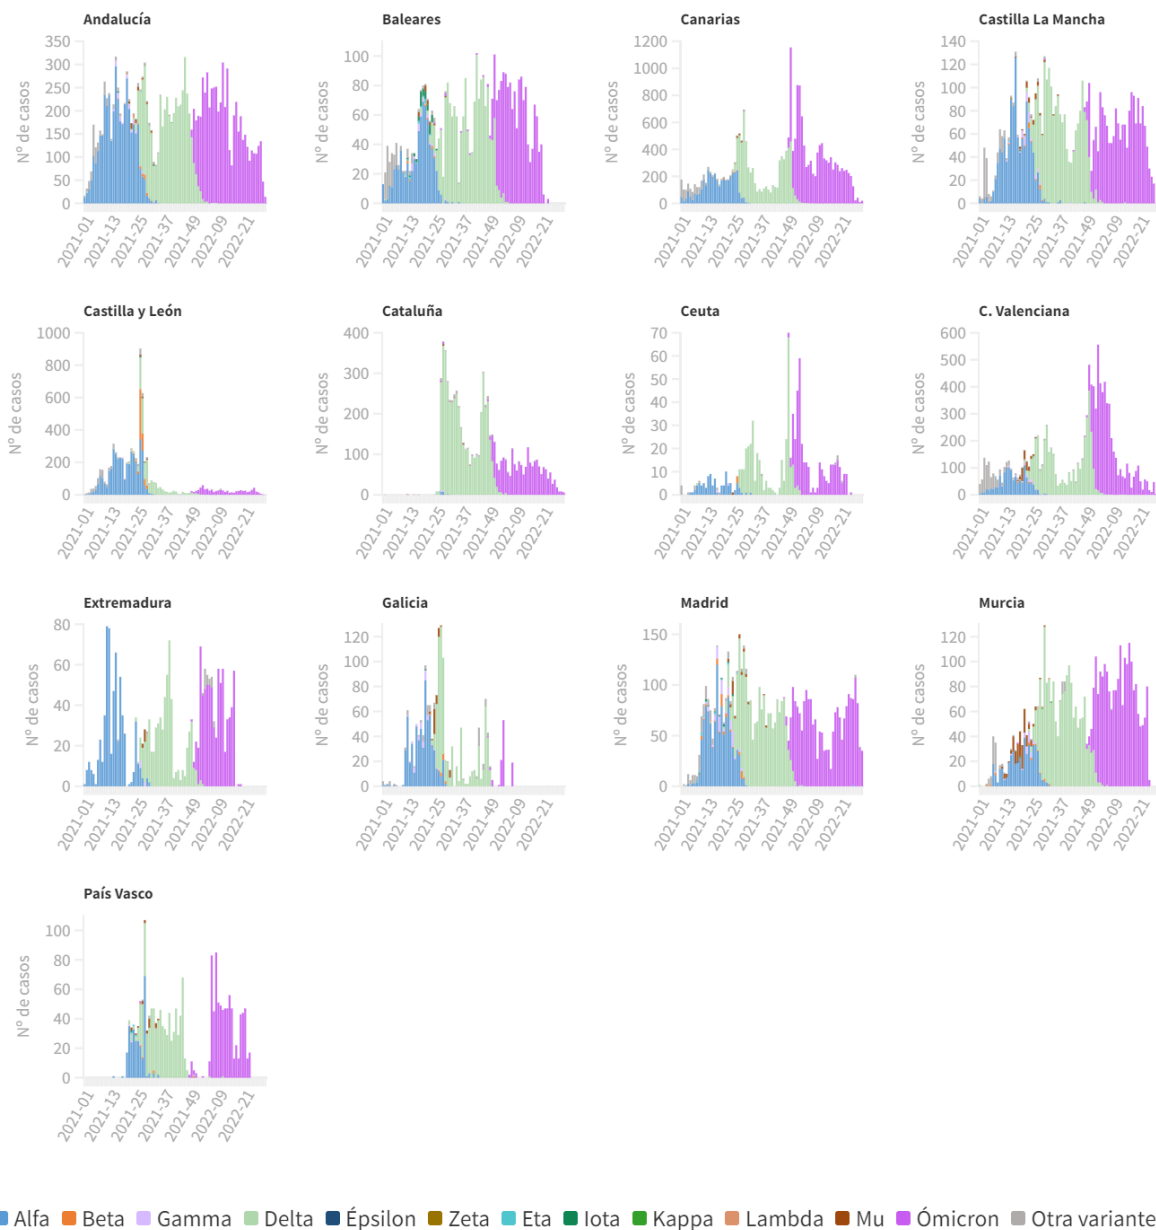 Andalucía
Nº de casos
350
300
250
200
150
100
50
0
2021-01 2021-13 2021-25 2021-37 2021-49 2022-09 2022-21
Baleares
Nº de casos
100
80
60
40
20
0
2021-01 2021-13 2021-25 2021-37 2021-49 2022-09 2022-21
Canarias
Nº de casos
1200
1000
800
600
400
200
0
2021-01 2021-13 2021-25 2021-37 2021-49 2022-09 2022-21
Castilla La Mancha
Nº de casos
140
120
100
80
60
40
20
0
2021-01 2021-13 2021-25 2021-37 2021-49 2022-09 2022-21
Castilla y León
Nº de casos
1000
800
600
400
200
0
2021-01 2021-13 2021-25 2021-37 2021-49 2022-09 2022-21
Cataluña
Nº de casos
400
300
200
100
0
2021-01 2021-13 2021-25 2021-37 2021-49 2022-09 2022-21
Ceuta
Nº de casos
70
60
50
40
30
20
10
0
2021-01 2021-13 2021-25 2021-37 2021-49 2022-09 2022-21
C. Valenciana
Nº de casos
600
500
400
300
200
100
0
2021-01 2021-13 2021-25 2021-37 2021-49 2022-09 2022-21
Extremadura
Nº de casos
80
60
40
20
0
2021-01 2021-13 2021-25 2021-37 2021-49 2022-09 2022-21
Galicia
Nº de casos
120
100
80
60
40
20
0
2021-01 2021-13 2021-25 2021-37 2021-49 2022-09 2022-21
Madrid
Nº de casos
150
100
50
0
2021-01 2021-13 2021-25 2021-37 2021-49 2022-09 2022-21
Murcia
Nº de casos
120
100
80
60
40
20
0
2021-01 2021-13 2021-25 2021-37 2021-49 2022-09 2022-21
País Vasco
Nº de casos
100
80
60
40
20
0
2021-01 2021-13 2021-25 2021-37 2021-49 2022-09 2022-21
Alfa Beta Gamma Delta Épsilon Zeta Eta Iota Kappa Lambda Mu Ómicron Otra variante